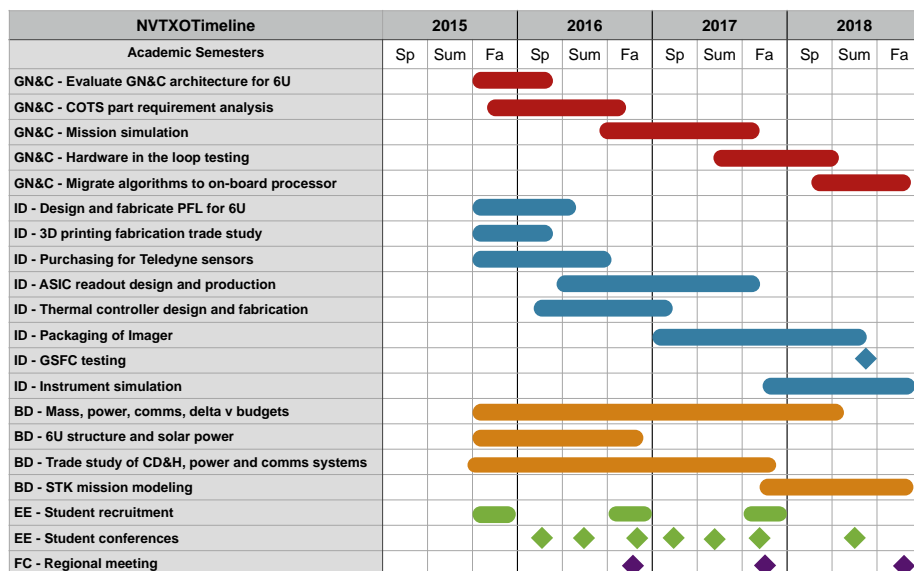 NVTXOTimeline 2015 2016 2017 2018
Academic Semesters Sp Sum Fa Sp Sum Fa Sp Sum Fa Sp Sum Fa
GN&C - Evaluate GN&C architecture for 6U
GN&C - COTS part requirement analysis
GN&C - Mission simulation
GN&C - Hardware in the loop testing
GN&C - Migrate algorithms to on-board processor
ID - Design and fabricate PFL for 6U
ID - 3D printing fabrication trade study
ID - Purchasing for Teledyne sensors
ID - ASIC readout design and production
ID - Thermal controller design and fabrication
ID - Packaging of Imager
ID - GSFC testing
ID - Instrument simulation
BD - Mass, power, comms, delta v budgets
BD - 6U structure and solar power
BD - Trade study of CD&H, power and comms systems
BD - STK mission modeling
EE - Student recruitment
EE - Student conferences
FC - Regional meeting